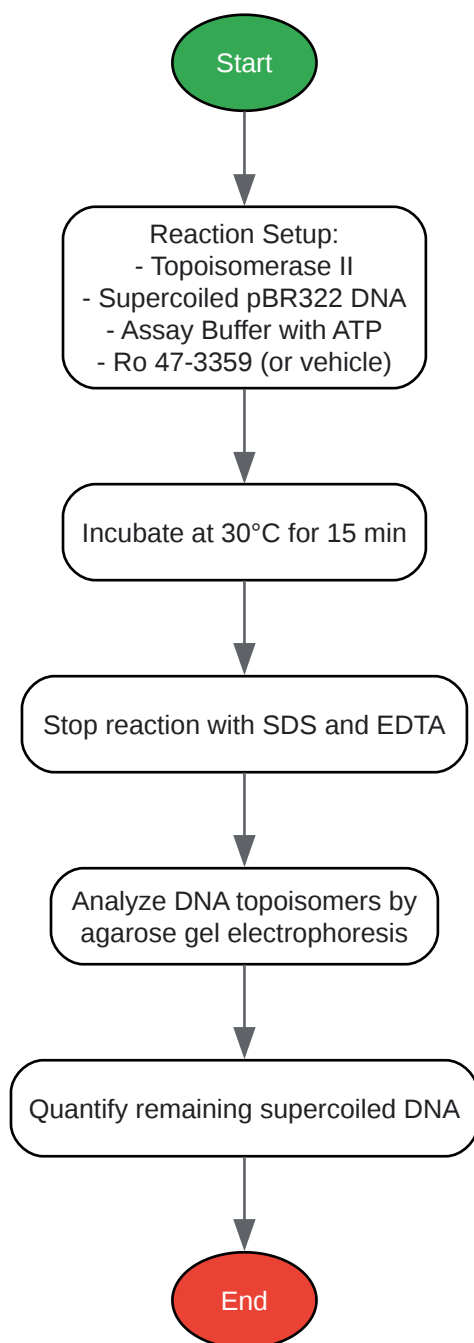 Start
Reaction Setup:
- Topoisomerase II
- Supercoiled pBR322 DNA
- Assay Buffer with ATP
- Ro 47-3359 (or vehicle)
Incubate at 30°C for 15 min
Stop reaction with SDS and EDTA
Analyze DNA topoisomers by
agarose gel electrophoresis
Quantify remaining supercoiled DNA
End